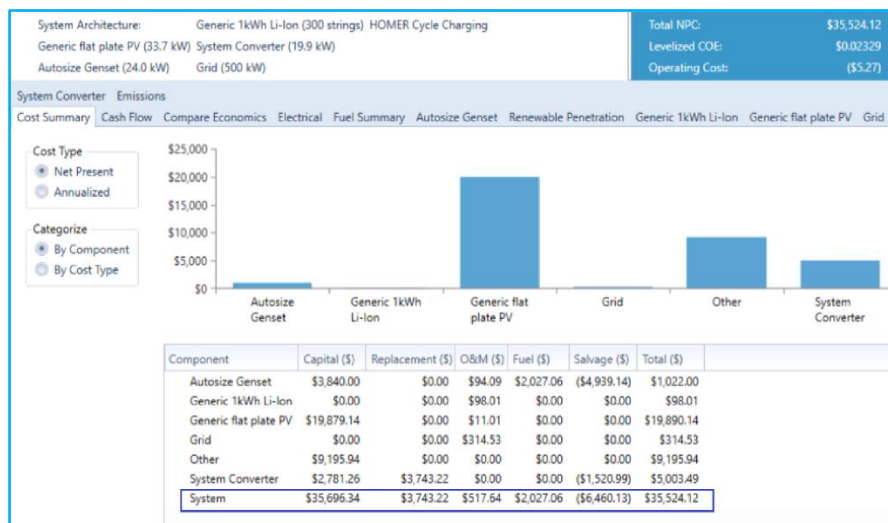 System Architecture: Generic 1kWh Li-Ion (300 strings) HOMER Cycle Charging
Generic flat plate PV (33.7 kW) System Converter (19.9 kW)
Autosize Genset (24.0 kW) Grid (500 kW)
Total NPC: $35,524.12
Levelized COE: $0.02329
Operating Cost: ($5.27)
System Converter Emissions
Cost Summary Cash Flow Compare Economics Electrical Fuel Summary Autosize Genset Renewable Penetration Generic 1kWh Li-Ion Generic flat plate PV Grid
Cost Type
Net Present
Annualized
Categorize
By Component
By Cost Type
$25,000
$20,000
$15,000
$10,000
$5,000
$0
Autosize Genset
Generic 1kWh Li-Ion
Generic flat plate PV
Grid
Other
System Converter
Component Capital ($) Replacement ($) O&M ($) Fuel ($) Salvage ($) Total ($)
Autosize Genset $3,840.00 $0.00 $94.09 $2,027.06 ($4,939.14) $1,022.00
Generic 1kWh Li-Ion $0.00 $0.00 $98.01 $0.00 $0.00 $98.01
Generic flat plate PV $19,879.14 $0.00 $11.01 $0.00 $0.00 $19,890.14
Grid $0.00 $0.00 $314.53 $0.00 $0.00 $314.53
Other $9,195.94 $0.00 $0.00 $0.00 $0.00 $9,195.94
System Converter $2,781.26 $3,743.22 $0.00 $0.00 ($1,520.99) $5,003.49
System $35,696.34 $3,743.22 $517.64 $2,027.06 ($6,460.13) $35,524.12